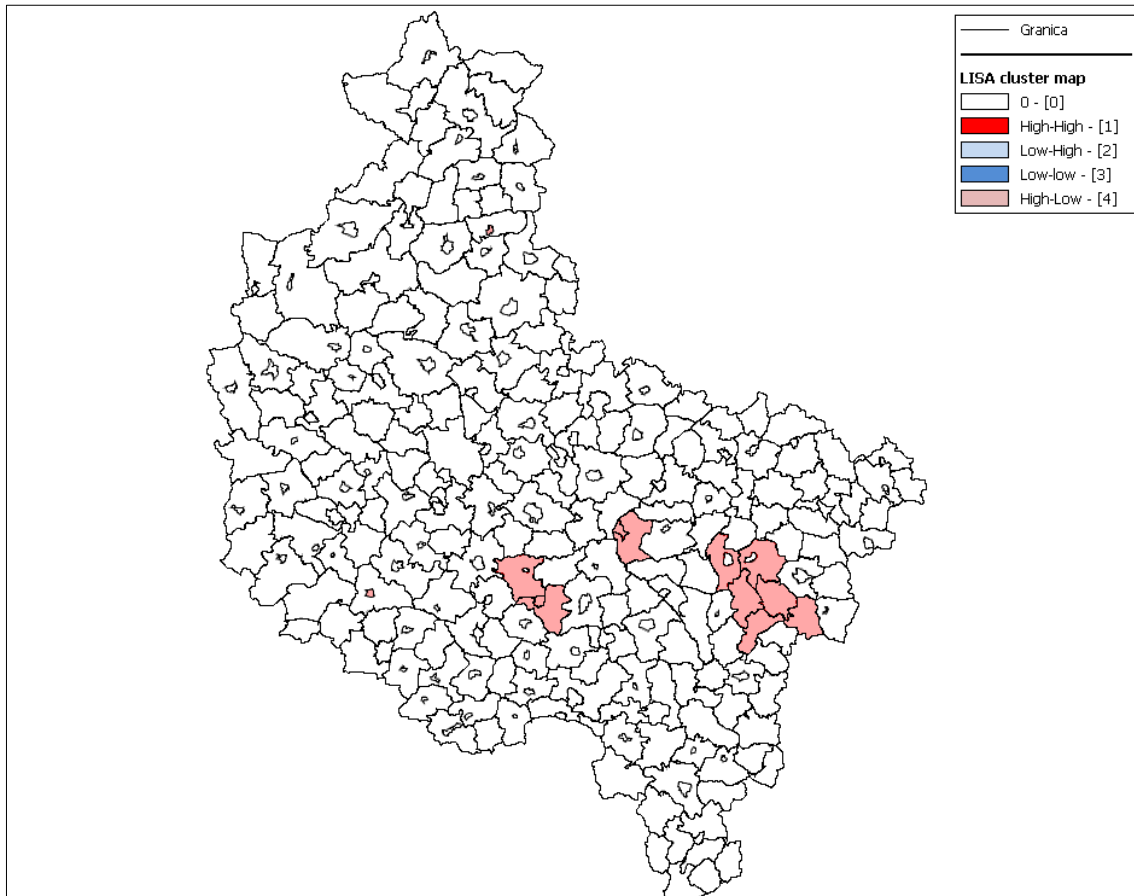 Granica
LISA cluster map
0 - [0]
High-High - [1]
Low-High - [2]
Low-low - [3]
High-Low - [4]